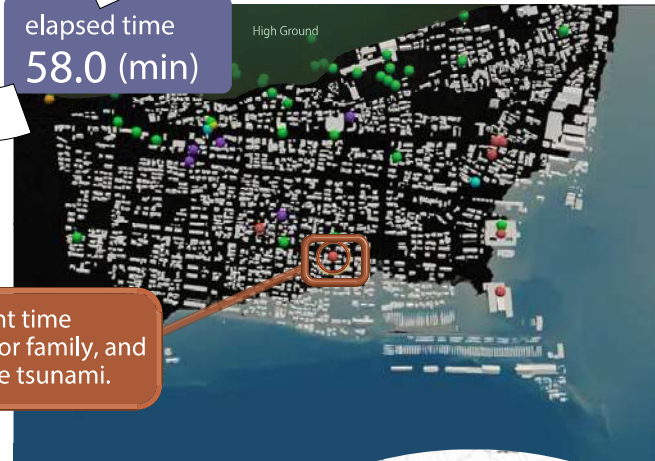 elapsed time
58.0 (min)
High Ground
nt time
or family, and
e tsunami.